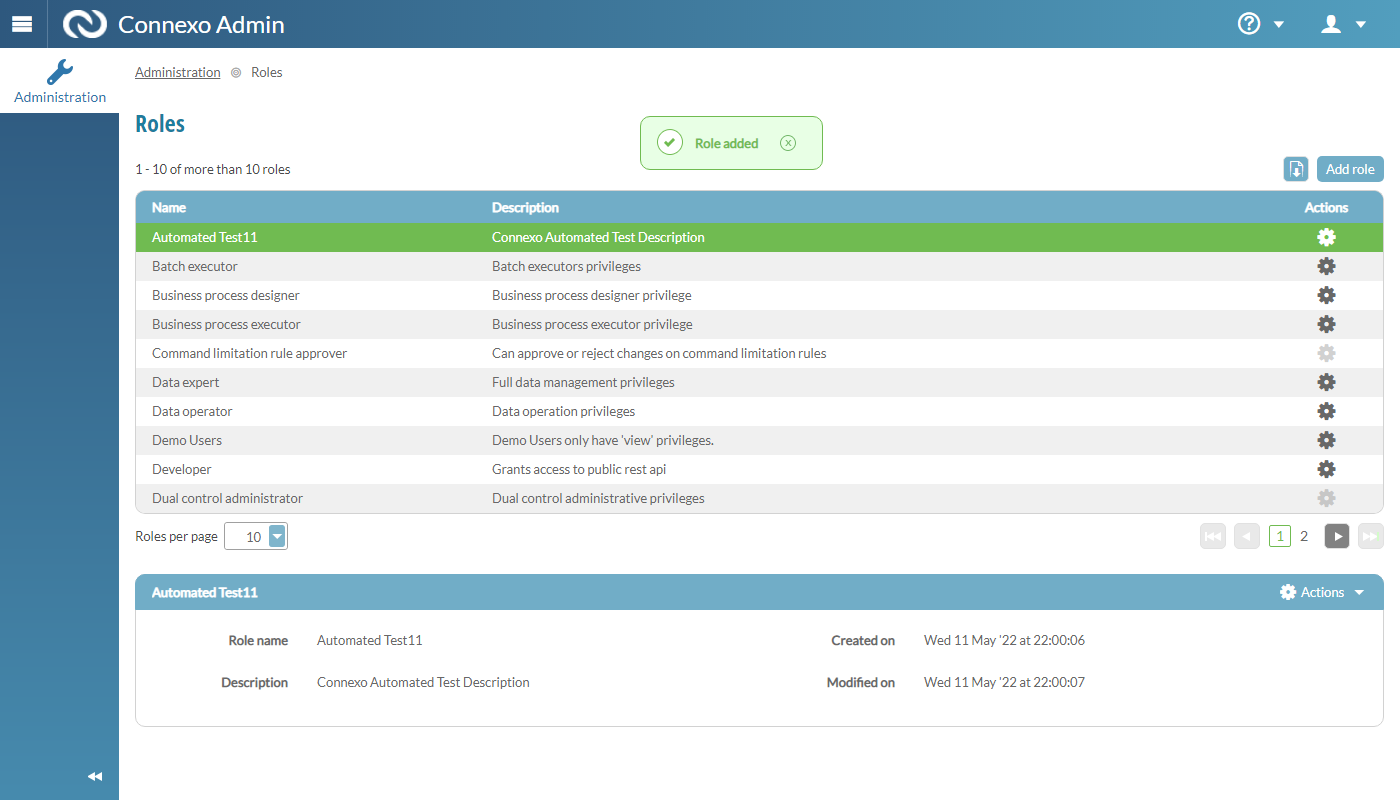 Connexo Admin
Administration
Administration Roles
Roles
Role added
1 - 10 of more than 10 roles
Add role
Name Description Actions
Automated Test11 Connexo Automated Test Description
Batch executor Batch executors privileges
Business process designer Business process designer privilege
Business process executor Business process executor privilege
Command limitation rule approver Can approve or reject changes on command limitation rules
Data expert Full data management privileges
Data operator Data operation privileges
Demo Users Demo Users only have 'view' privileges.
Developer Grants access to public rest api
Dual control administrator Dual control administrative privileges
Roles per page 10 1 2
Automated Test11 Actions
Role name Automated Test11 Created on Wed 11 May '22 at 22:00:06
Description Connexo Automated Test Description Modified on Wed 11 May '22 at 22:00:07